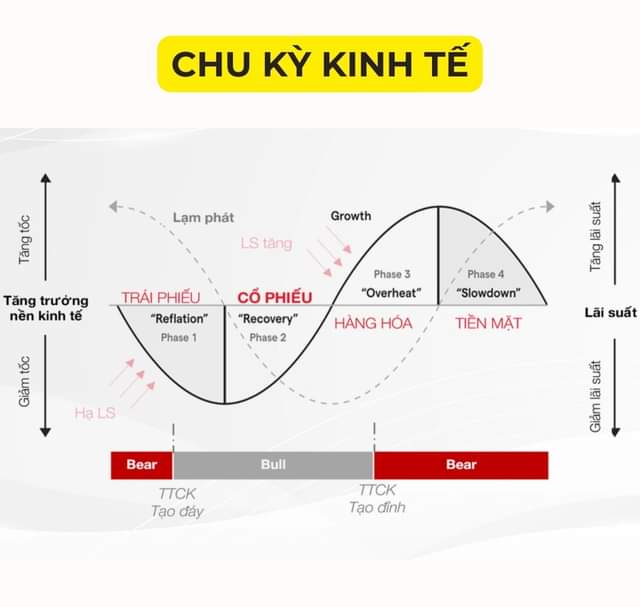 CHU KỲ KINH TẾ
Tăng tốc
Tăng trưởng
nền kinh tế
Giảm tốc
Lạm phát
Growth
LS tăng
TRÁI PHIẾU
CỔ PHIẾU
Phase 3
"Overheat"
Phase 4
"Slowdown"
"Reflation"
Phase 1
"Recovery"
Phase 2
HÀNG HÓA
TIỀN MẶT
Hạ LS
Tăng lãi suất
Lãi suất
Giảm lãi suất
Bear
Bull
Bear
TTCK
Tạo đáy
TTCK
Tạo đỉnh